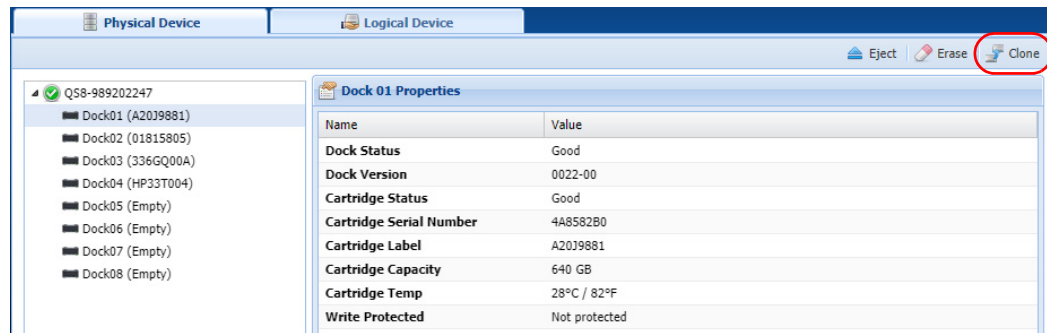 Physical Device
Logical Device
Eject
Erase
Clone
QS8-989202247
Dock01 (A20J9881)
Dock02 (01815805)
Dock03 (336GQ00A)
Dock04 (HP33T004)
Dock05 (Empty)
Dock06 (Empty)
Dock07 (Empty)
Dock08 (Empty)
Dock 01 Properties
Name Value
Dock Status Good
Dock Version 0022-00
Cartridge Status Good
Cartridge Serial Number 4A8582B0
Cartridge Label A20J9881
Cartridge Capacity 640 GB
Cartridge Temp 28°C / 82°F
Write Protected Not protected